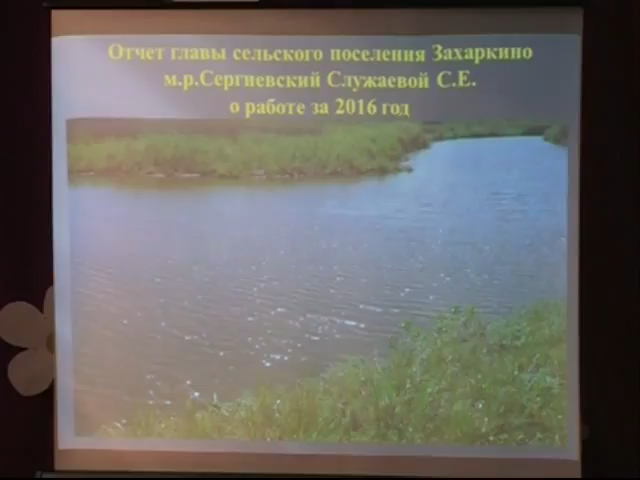 Отчет главы сельского поселения Захаркино
м.р.Сергиевский Служаевой С.Е.
о работе за 2016 год